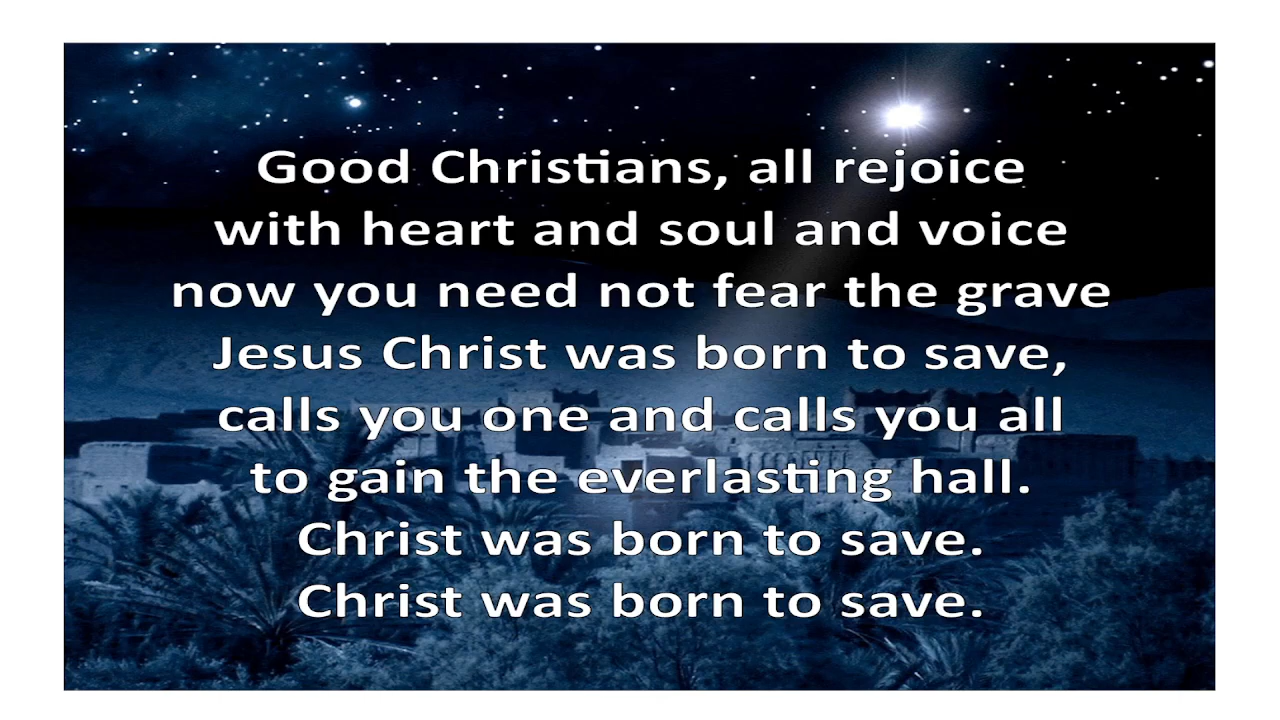 Good Christians, all rejoice
with heart and soul and voice
now you need not fear the grave
Jesus Christ was born to save,
calls you one and calls you all
to gain the everlasting hall.
Christ was born to save.
Christ was born to save.